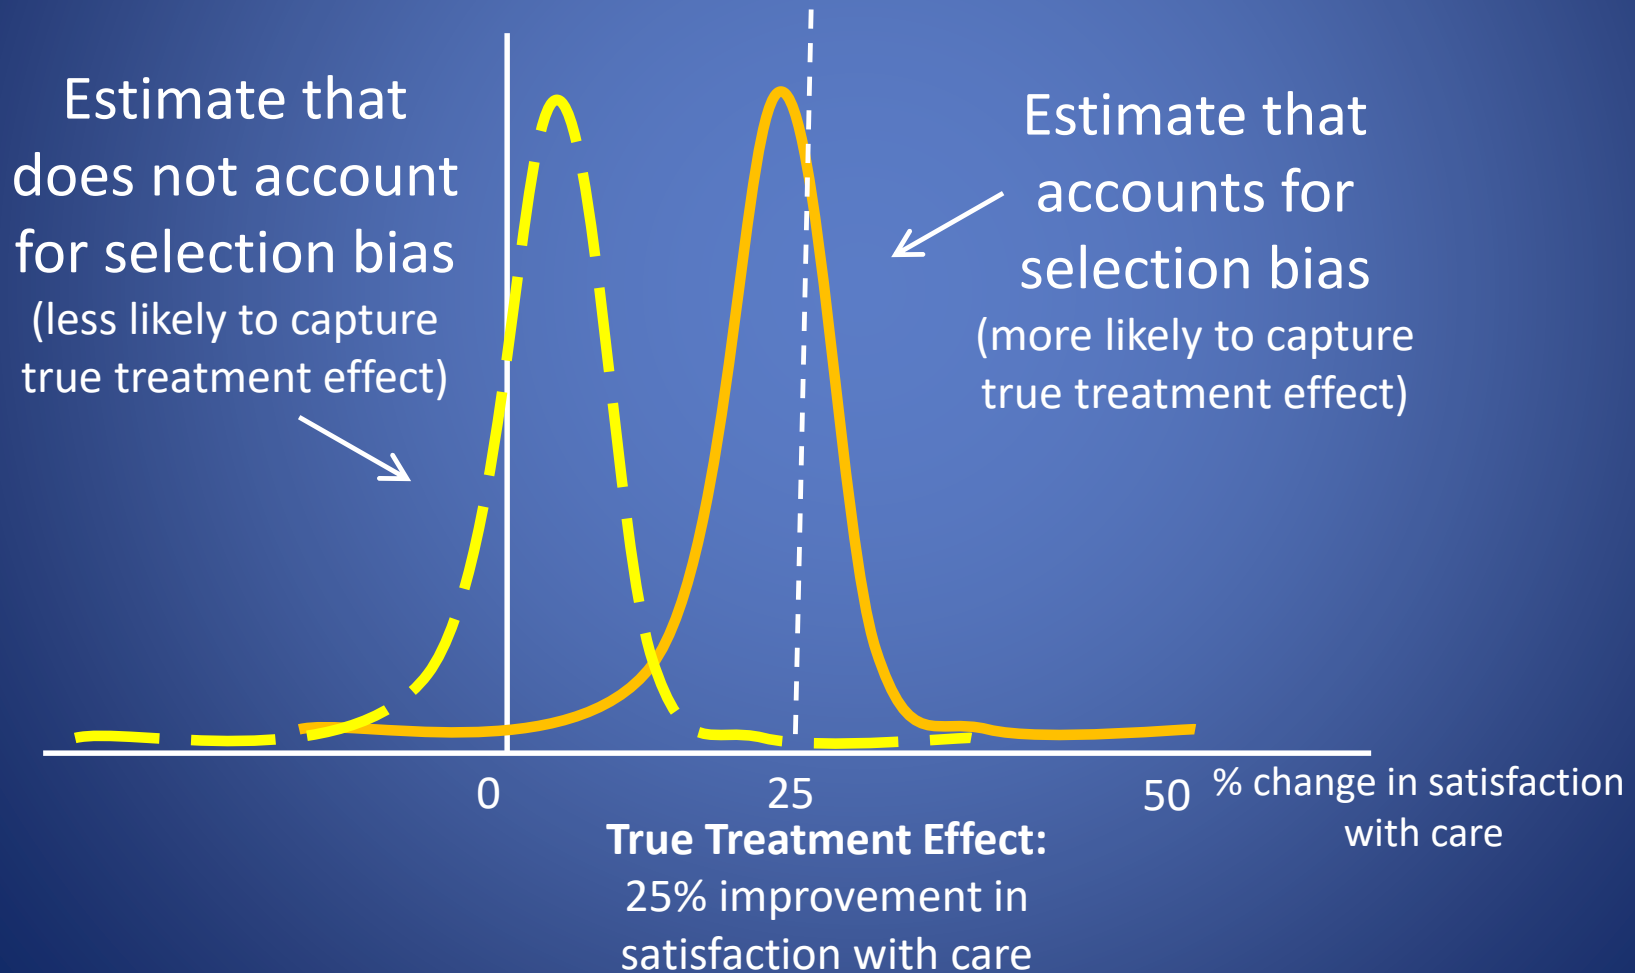 Estimate that
does not account
for selection bias
(less likely to capture
true treatment effect)
Estimate that
accounts for
selection bias
(more likely to capture
true treatment effect)
0
25
50
% change in satisfaction
with care
True Treatment Effect:
25% improvement in
satisfaction with care